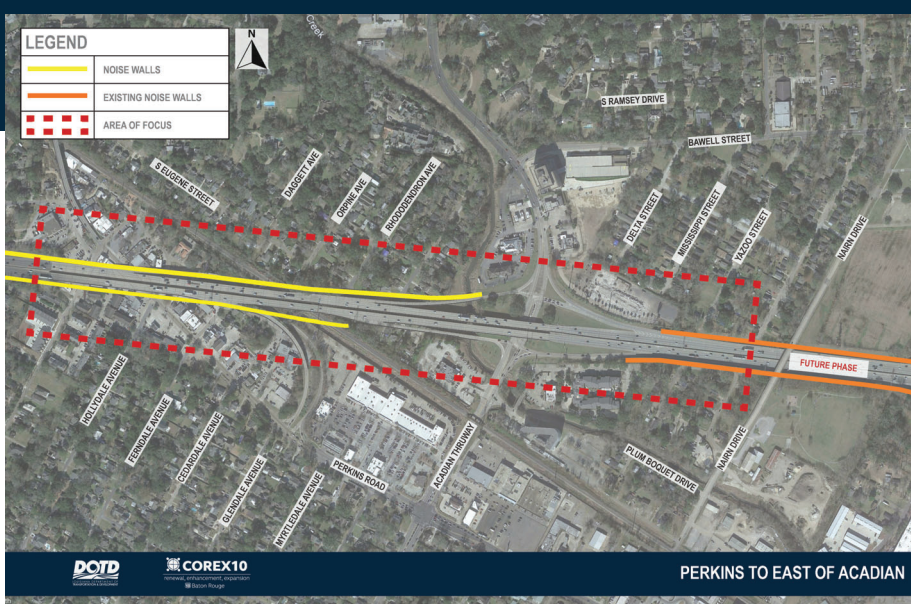 LEGEND
NOISE WALLS
EXISTING NOISE WALLS
AREA OF FOCUS
N
Creek
S RAMSEY DRIVE
BAWELL STREET
S EUGENE STREET
DAGGETT AVE
ORPINE AVE
RHODODENDRON AVE
DELTA STREET
MISSISSIPPI STREET
YAZOO STREET
NAIRN DRIVE
FUTURE PHASE
HOLLYDALE AVENUE
FERNDALE AVENUE
CEDARDALE AVENUE
GLENDALE AVENUE
MYRTLEDALE AVENUE
PERKINS ROAD
ACADIAN THRUWAY
PLUM BOQUET DRIVE
NAIRN DRIVE
DOTD
COREX10
renewal, enhancement, expansion
Baton Rouge
PERKINS TO EAST OF ACADIAN